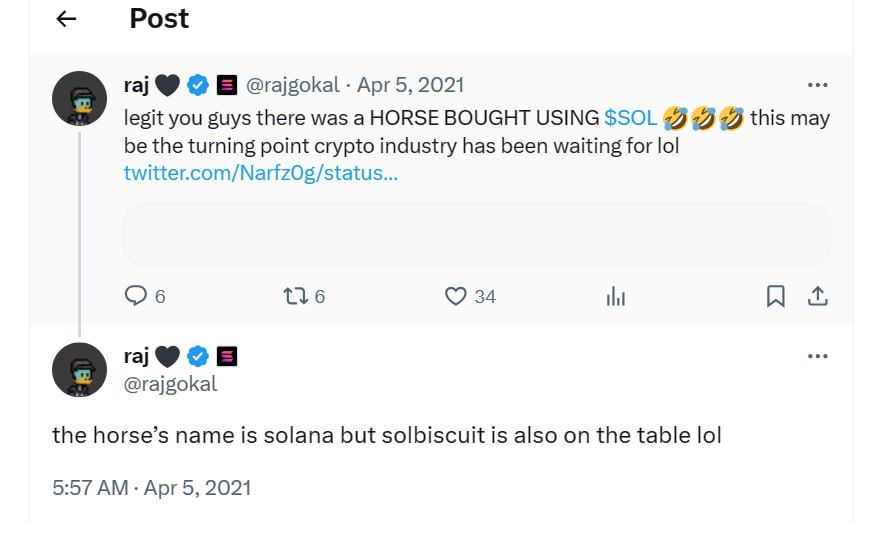 Post
raj 🖤 @rajgokal · Apr 5, 2021
legit you guys there was a HORSE BOUGHT USING $SOL 🤣🤣🤣 this may
be the turning point crypto industry has been waiting for lol
twitter.com/Narfz0g/status...
6 6 34
raj 🖤
@rajgokal
the horse’s name is solana but solbiscuit is also on the table lol
5:57 AM · Apr 5, 2021